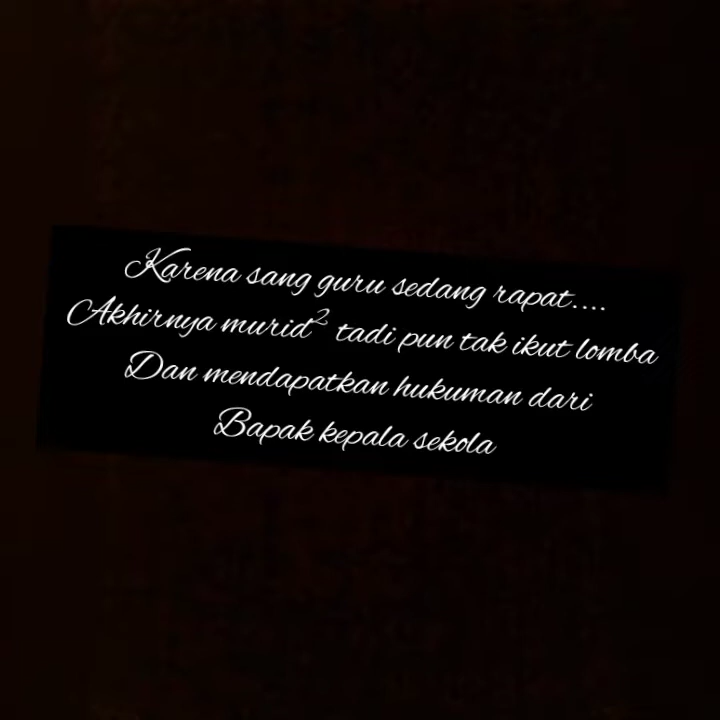 Karena sang guru sedang rapat....
Akhirnya murid² tadi pun tak ikut lomba
Dan mendapatkan hukuman dari
Bapak kepala sekola